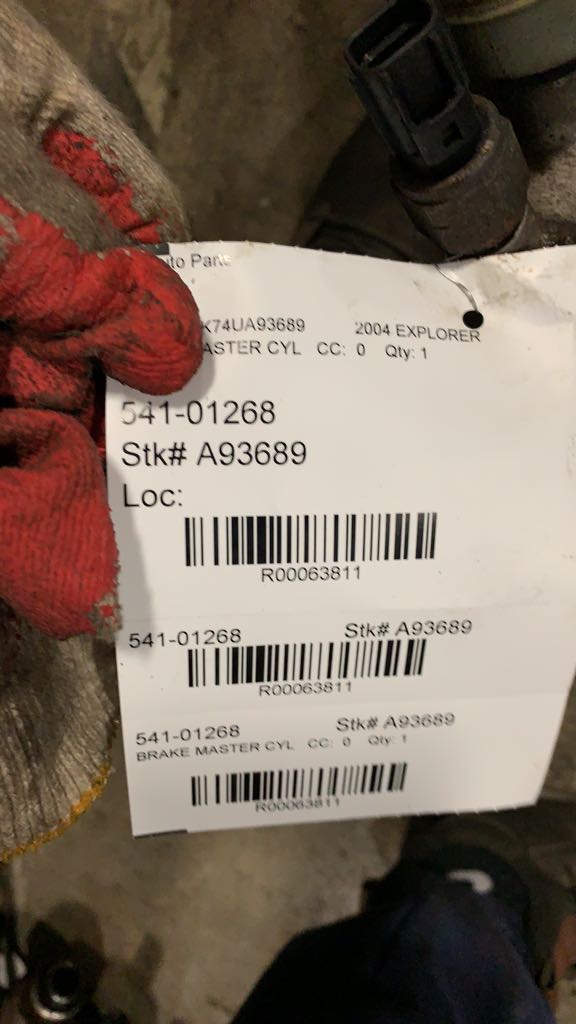 uto Parts
K74UA93689 2004 EXPLORER
ASTER CYL CC: 0 Qty: 1
541-01268
Stk# A93689
Loc:
R00063811
541-01268 Stk# A93689
R00063811
541-01268 Stk# A93689
BRAKE MASTER CYL CC: 0 Qty: 1
R00063811